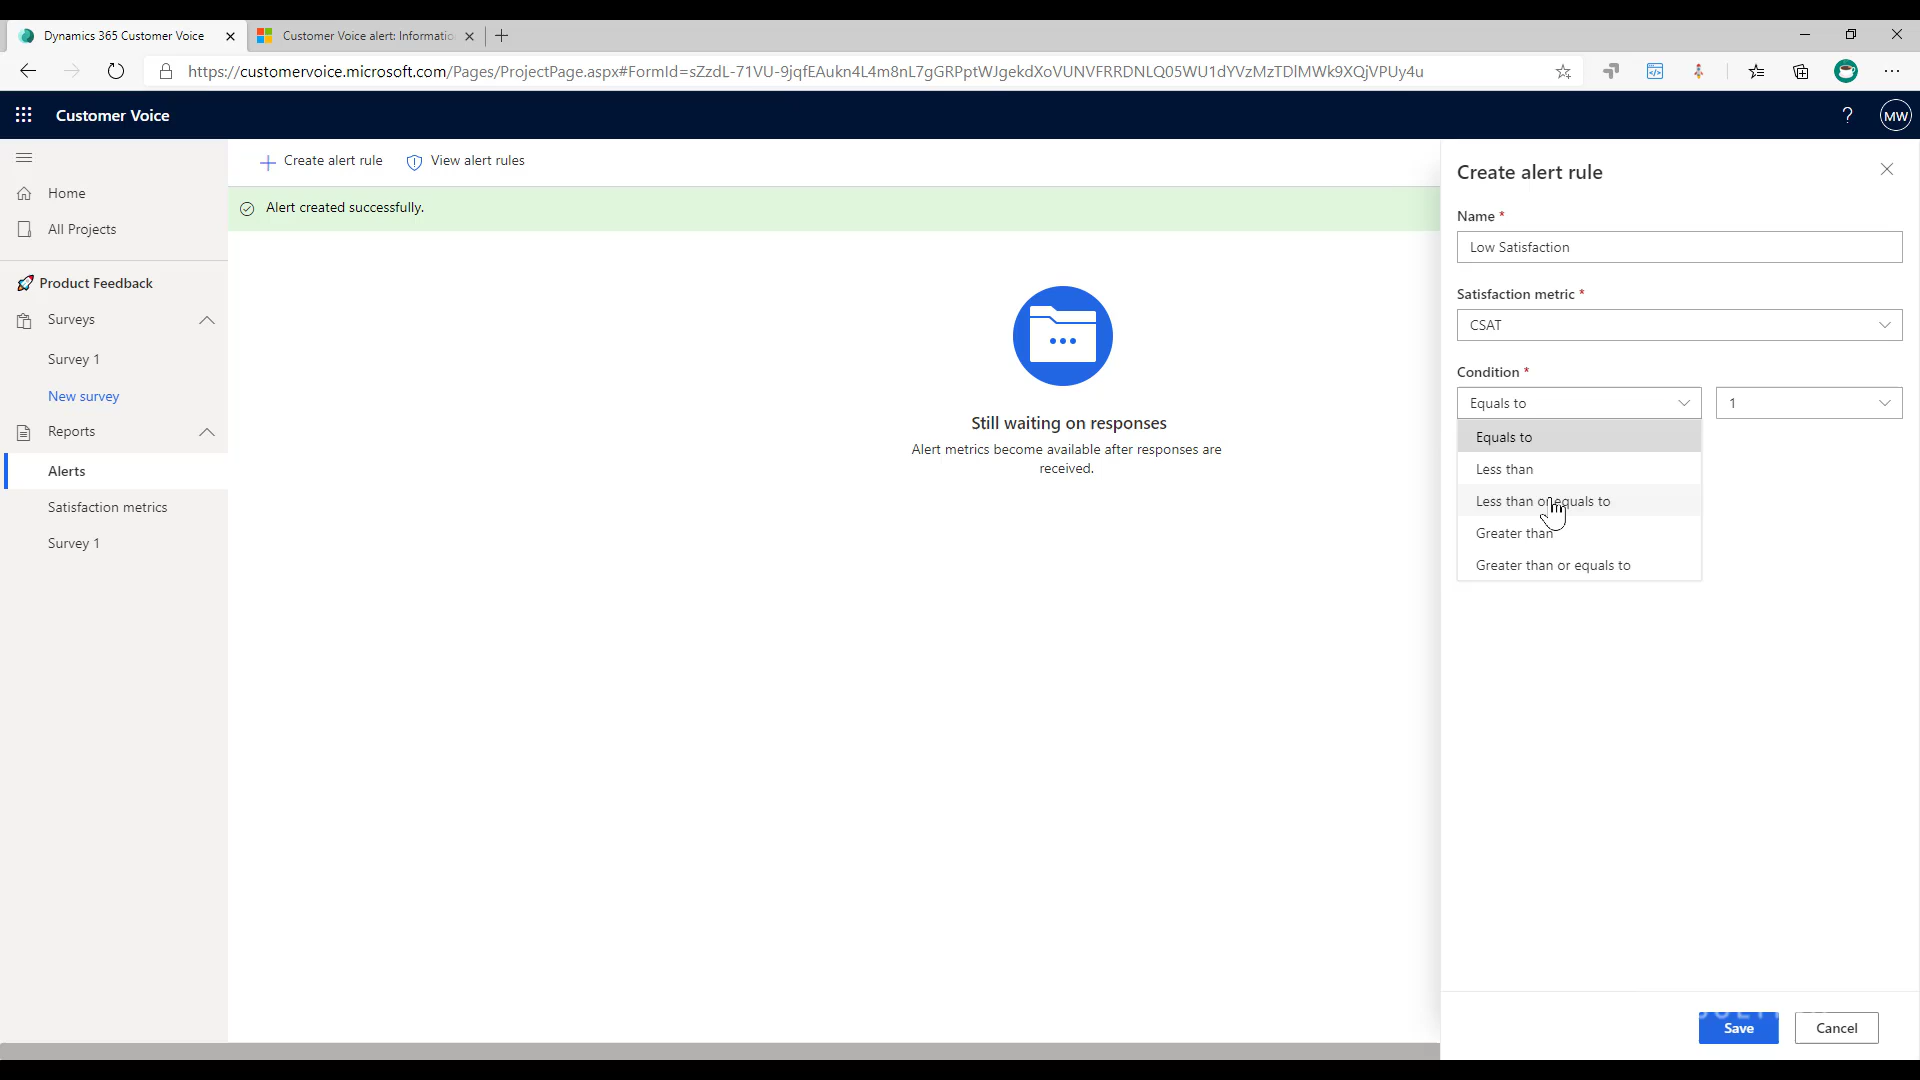 Dynamics 365 Customer Voice
Customer Voice alert: Informatio
https://customervoice.microsoft.com/Pages/ProjectPage.aspx#FormId=sZzdL-71VU-9jqfEAukn4L4m8nL7gGRPptWJgekdXoVUNVFRRDNLQ05WU1dYVzMzTDlMWk9XQjVPUy4u
Customer Voice
?
MW
Create alert rule
View alert rules
Home
All Projects
Alert created successfully.
Product Feedback
Surveys
Survey 1
New survey
Reports
Alerts
Satisfaction metrics
Survey 1
Still waiting on responses
Alert metrics become available after responses are
received.
Create alert rule
Name *
Low Satisfaction
Satisfaction metric *
CSAT
Condition *
Equals to
1
Equals to
Less than
Less than or equals to
Greater than
Greater than or equals to
Save
Cancel